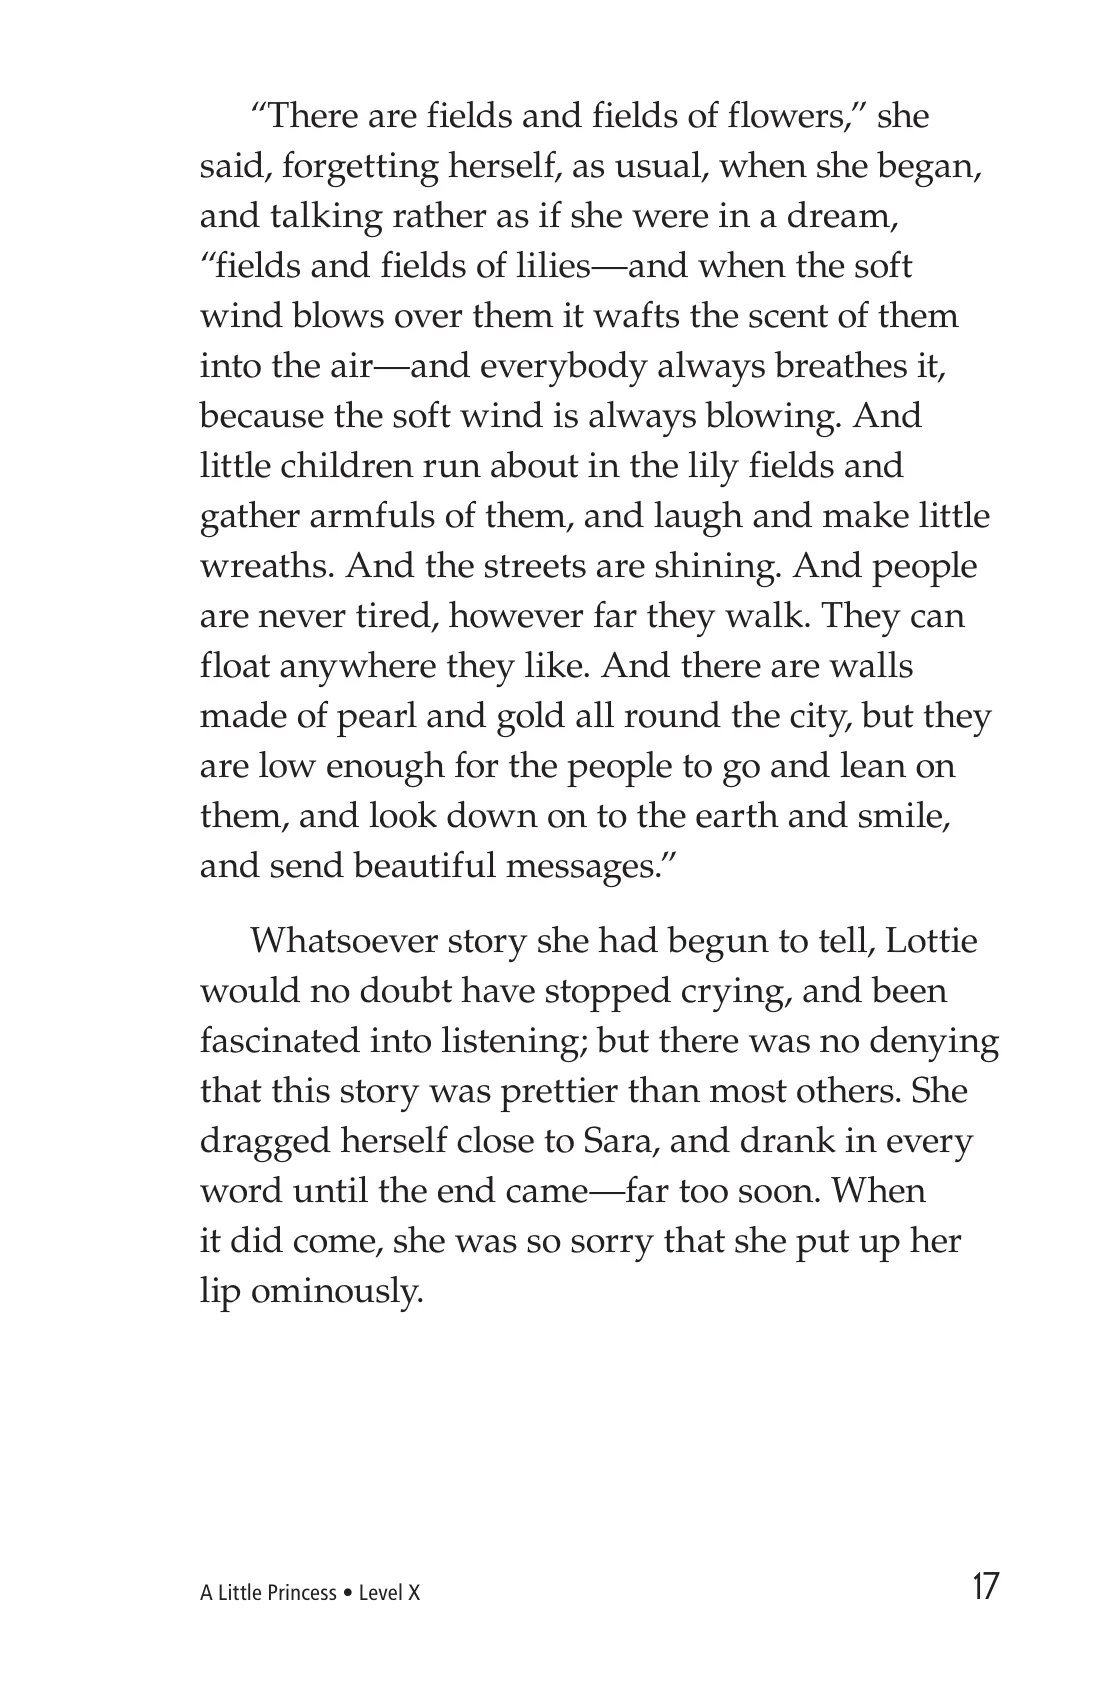 “There are fields and fields of flowers,” she
said, forgetting herself, as usual, when she began,
and talking rather as if she were in a dream,
“fields and fields of lilies—and when the soft
wind blows over them it wafts the scent of them
into the air—and everybody always breathes it,
because the soft wind is always blowing. And
little children run about in the lily fields and
gather armfuls of them, and laugh and make little
wreaths. And the streets are shining. And people
are never tired, however far they walk. They can
float anywhere they like. And there are walls
made of pearl and gold all round the city, but they
are low enough for the people to go and lean on
them, and look down on to the earth and smile,
and send beautiful messages.”
Whatsoever story she had begun to tell, Lottie
would no doubt have stopped crying, and been
fascinated into listening; but there was no denying
that this story was prettier than most others. She
dragged herself close to Sara, and drank in every
word until the end came—far too soon. When
it did come, she was so sorry that she put up her
lip ominously.
A Little Princess • Level X
17